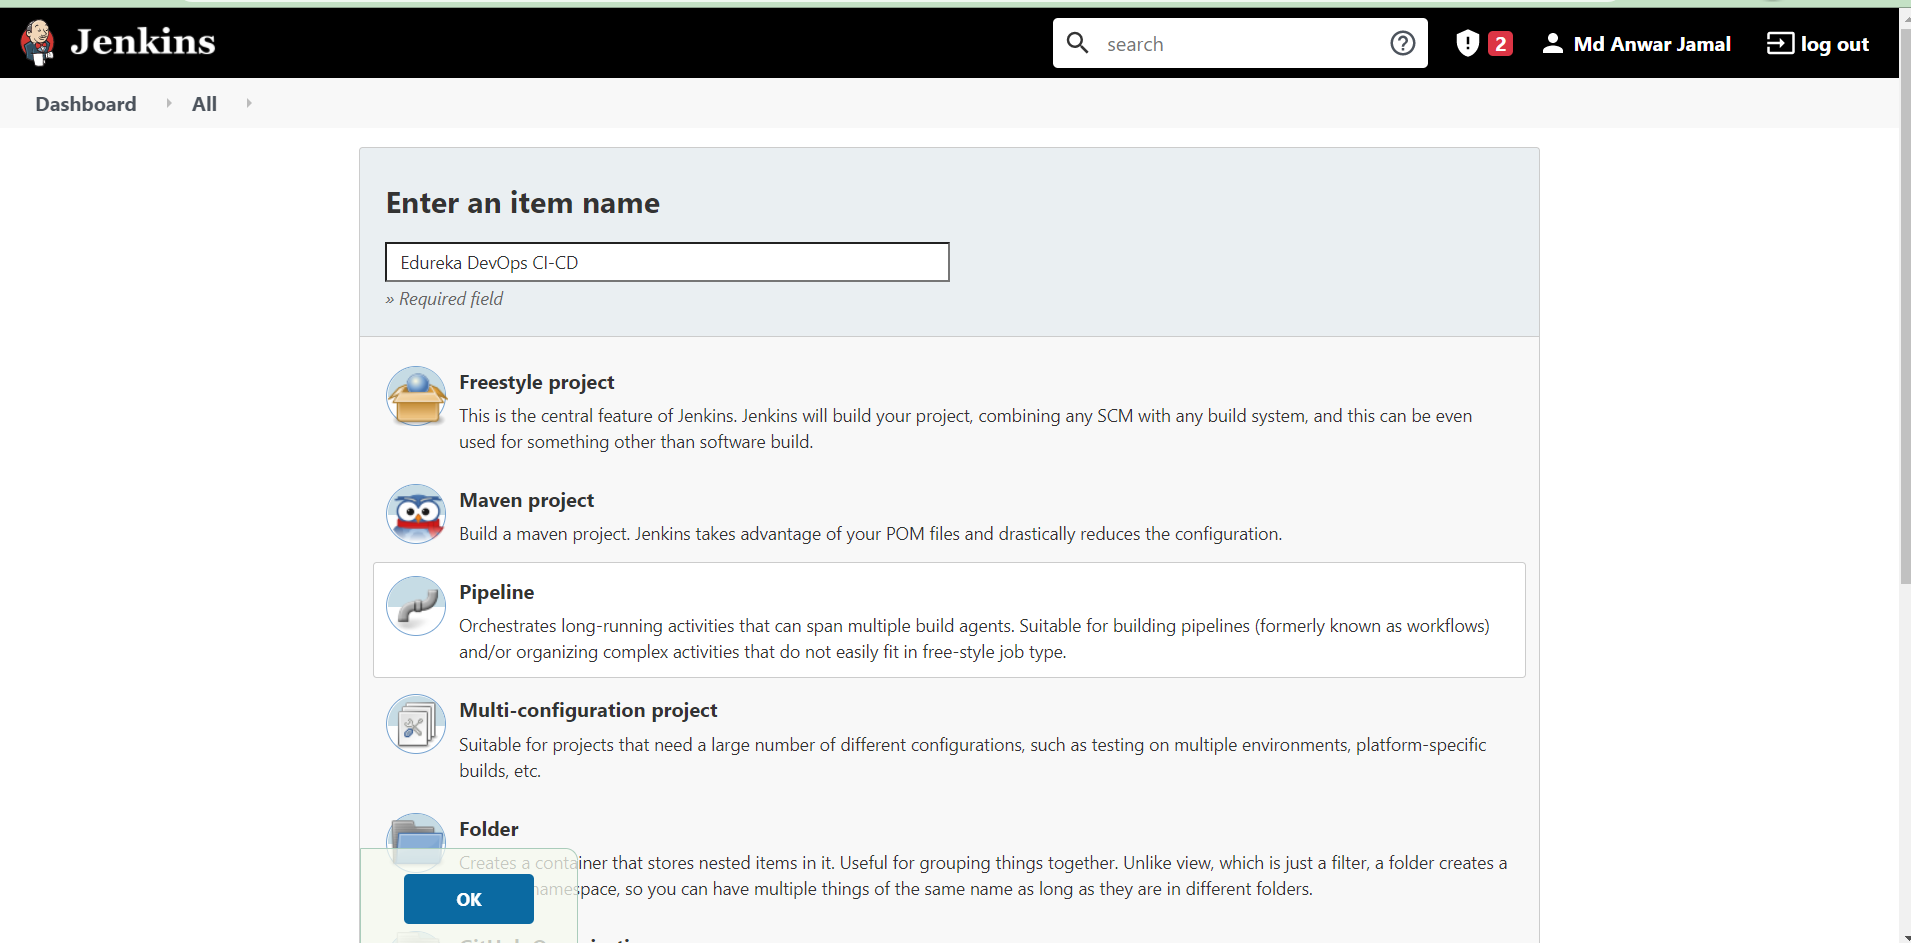 Jenkins
search
2
Md Anwar Jamal
log out
Dashboard
All
Enter an item name
Edureka DevOps CI-CD
» Required field
Freestyle project
This is the central feature of Jenkins. Jenkins will build your project, combining any SCM with any build system, and this can be even
used for something other than software build.
Maven project
Build a maven project. Jenkins takes advantage of your POM files and drastically reduces the configuration.
Pipeline
Orchestrates long-running activities that can span multiple build agents. Suitable for building pipelines (formerly known as workflows)
and/or organizing complex activities that do not easily fit in free-style job type.
Multi-configuration project
Suitable for projects that need a large number of different configurations, such as testing on multiple environments, platform-specific
builds, etc.
Folder
Creates a container that stores nested items in it. Useful for grouping things together. Unlike view, which is just a filter, a folder creates a
namespace, so you can have multiple things of the same name as long as they are in different folders.
OK